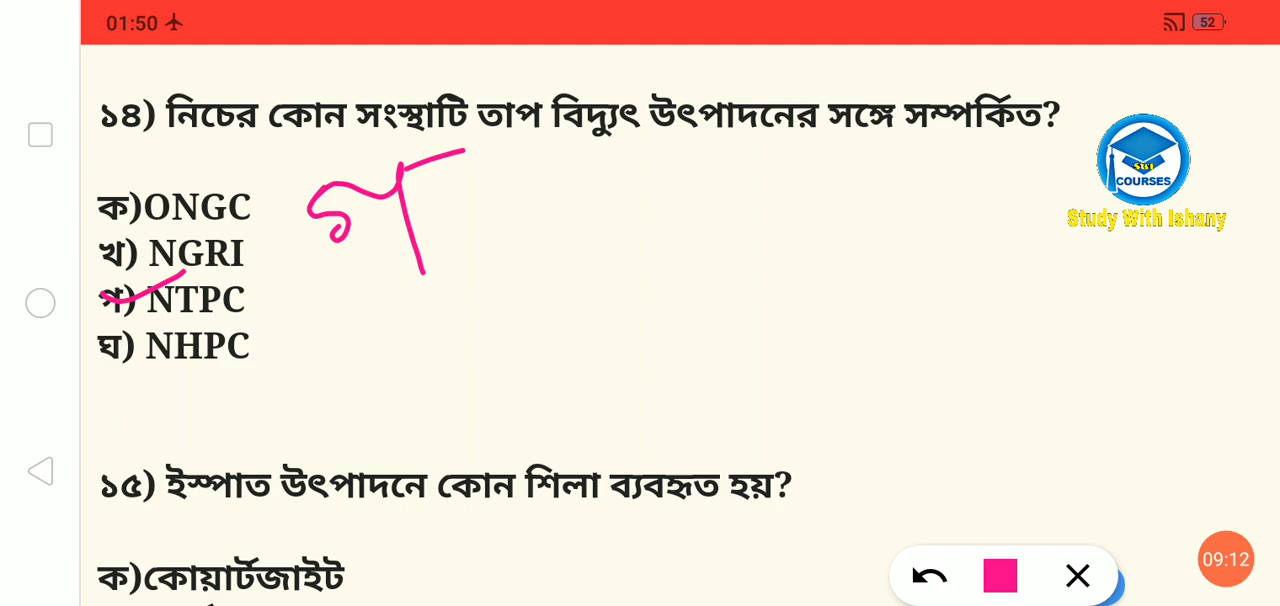 01:50
52
১৪) নিচের কোন সংস্থাটি তাপ বিদ্যুৎ উৎপাদনের সঙ্গে সম্পর্কিত?
COURSES
Study With Ishany
ক)ONGC
গ
খ) NGRI
গ) NTPC
ঘ) NHPC
১৫) ইস্পাত উৎপাদনে কোন শিলা ব্যবহৃত হয়?
09:12
ক)কোয়ার্টজাইট